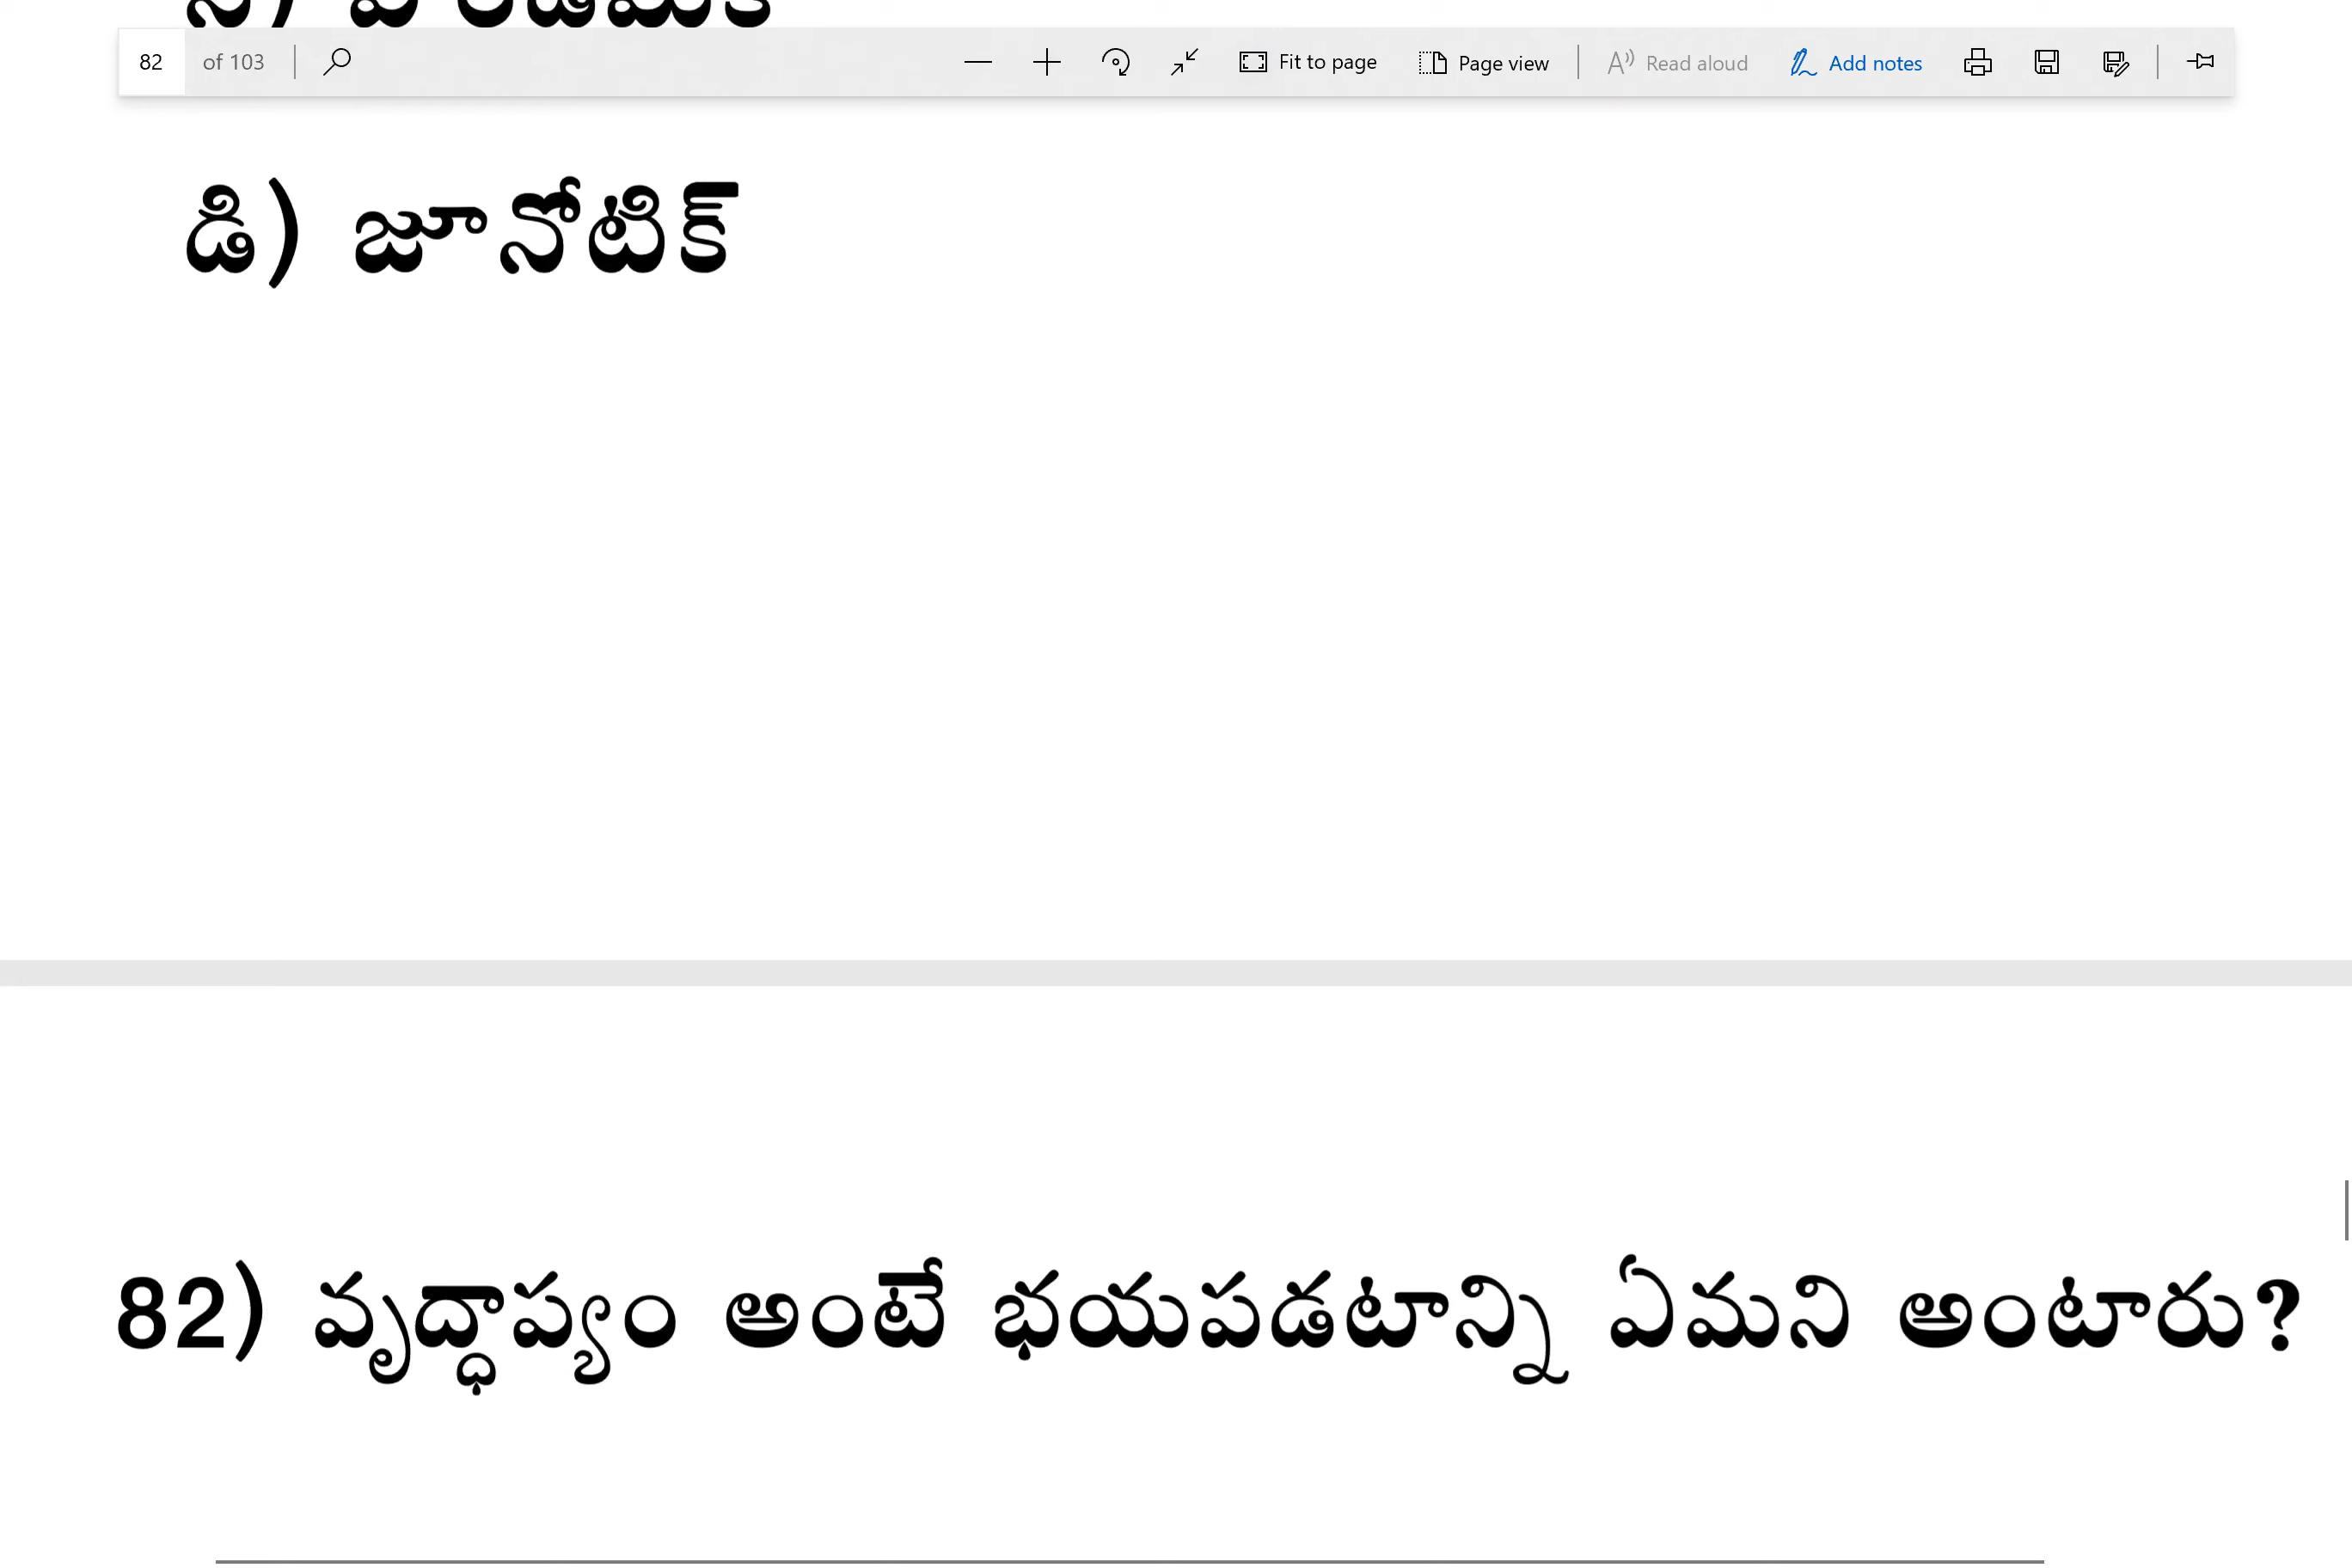 82 of 103 Fit to page Page view Read aloud Add notes
డి) జూనోటిక్
82) వృద్ధాప్యం అంటే భయపడటాన్ని ఏమని అంటారు?